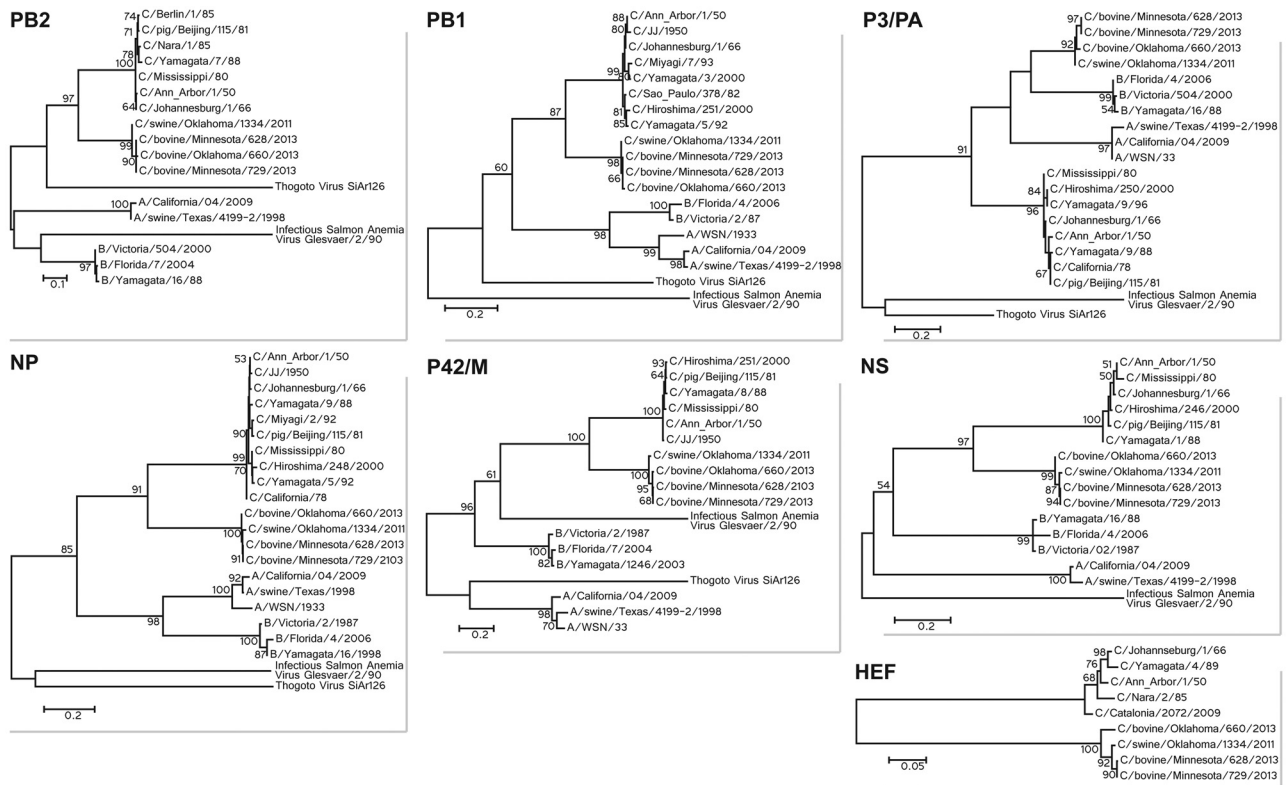 PB2
74
C/Berlin/1/85
71
C/pig/Beijing/115/81
C/Nara/1/85
78
C/Yamagata/7/88
100
C/Mississippi/80
97
C/Ann_Arbor/1/50
64
C/Johannesburg/1/66
C/swine/Oklahoma/1334/2011
C/bovine/Minnesota/628/2013
99
C/bovine/Oklahoma/660/2013
90
C/bovine/Minnesota/729/2013
Thogoto Virus SiAr126
100
A/California/04/2009
A/swine/Texas/4199-2/1998
Infectious Salmon Anemia
Virus Glesvaer/2/90
B/Victoria/504/2000
97
B/Florida/7/2004
B/Yamagata/16/88
0.1
PB1
88
C/Ann_Arbor/1/50
80
C/JJ/1950
C/Johannesburg/1/66
C/Miyagi/7/93
99
C/Yamagata/3/2000
C/Sao_Paulo/378/82
87
81
C/Hiroshima/251/2000
85
C/Yamagata/5/92
C/swine/Oklahoma/1334/2011
C/bovine/Minnesota/729/2013
98
60
C/bovine/Minnesota/628/2013
66
C/bovine/Oklahoma/660/2013
100
B/Florida/4/2006
B/Victoria/2/87
98
A/WSN/1933
99
A/California/04/2009
98
A/swine/Texas/4199-2/1998
Thogoto Virus SiAr126
Infectious Salmon Anemia
Virus Glesvaer/2/90
0.2
P3/PA
97
C/bovine/Minnesota/628/2013
C/bovine/Minnesota/729/2013
92
C/bovine/Oklahoma/660/2013
C/swine/Oklahoma/1334/2011
B/Florida/4/2006
99
B/Victoria/504/2000
54
B/Yamagata/16/88
A/swine/Texas/4199-2/1998
A/California/04/2009
97
91
A/WSN/33
C/Mississippi/80
84
C/Hiroshima/250/2000
96
C/Yamagata/9/96
C/Johannesburg/1/66
C/Ann_Arbor/1/50
C/Yamagata/9/88
67
C/California/78
C/pig/Beijing/115/81
Infectious Salmon Anemia
Virus Glesvaer/2/90
Thogoto Virus SiAr126
0.2
NP
53
C/Ann_Arbor/1/50
C/JJ/1950
C/Johannesburg/1/66
C/Yamagata/9/88
C/Miyagi/2/92
90
C/pig/Beijing/115/81
C/Mississippi/80
99
70
C/Hiroshima/248/2000
C/Yamagata/5/92
91
C/California/78
C/bovine/Oklahoma/660/2013
100
C/swine/Oklahoma/1334/2011
C/bovine/Minnesota/628/2013
85
91
C/bovine/Minnesota/729/2103
92
A/California/04/2009
100
A/swine/Texas/1998
A/WSN/1933
98
B/Victoria/2/1987
100
B/Florida/4/2006
87
B/Yamagata/16/1998
Infectious Salmon Anemia
Virus Glesvaer/2/90
Thogoto Virus SiAr126
0.2
P42/M
93
C/Hiroshima/251/2000
64
C/pig/Beijing/115/81
C/Yamagata/8/88
100
C/Mississippi/80
C/Ann_Arbor/1/50
100
C/JJ/1950
C/swine/Oklahoma/1334/2011
100
C/bovine/Oklahoma/660/2013
61
95
C/bovine/Minnesota/628/2103
68
C/bovine/Minnesota/729/2013
96
Infectious Salmon Anemia
Virus Glesvaer/2/90
B/Victoria/2/1987
100
B/Florida/7/2004
82
B/Yamagata/1246/2003
Thogoto Virus SiAr126
A/California/04/2009
98
A/swine/Texas/4199-2/1998
70
A/WSN/33
0.2
NS
51
C/Ann_Arbor/1/50
50
C/Mississippi/80
C/Johannesburg/1/66
C/Hiroshima/246/2000
100
C/pig/Beijing/115/81
97
C/Yamagata/1/88
C/bovine/Oklahoma/660/2013
99
C/swine/Oklahoma/1334/2011
87
C/bovine/Minnesota/628/2013
94
C/bovine/Minnesota/729/2013
54
B/Yamagata/16/88
B/Florida/4/2006
99
B/Victoria/02/1987
A/California/04/2009
100
A/swine/Texas/4199-2/1998
Infectious Salmon Anemia
Virus Glesvaer/2/90
0.2
HEF
98
C/Johannseburg/1/66
76
C/Yamagata/4/89
68
C/Ann_Arbor/1/50
C/Nara/2/85
C/Catalonia/2072/2009
C/bovine/Oklahoma/660/2013
100
C/swine/Oklahoma/1334/2011
92
C/bovine/Minnesota/628/2013
90
C/bovine/Minnesota/729/2013
0.05